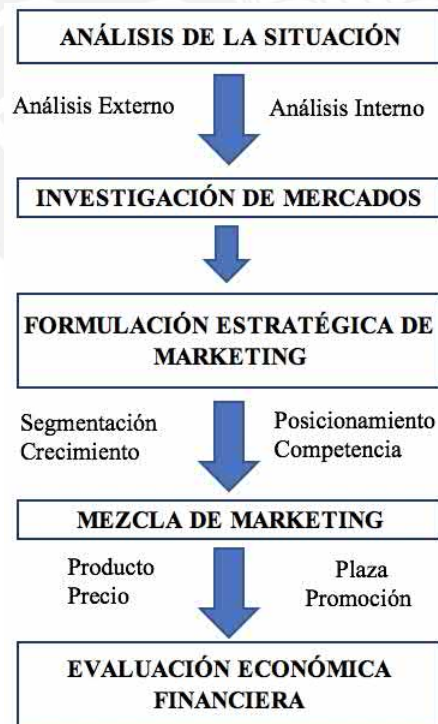 ANÁLISIS DE LA SITUACIÓN
Análisis Externo
Análisis Interno
INVESTIGACIÓN DE MERCADOS
FORMULACIÓN ESTRATÉGICA DE
MARKETING
Segmentación
Crecimiento
Posicionamiento
Competencia
MEZCLA DE MARKETING
Producto
Precio
Plaza
Promoción
EVALUACIÓN ECONÓMICA
FINANCIERA